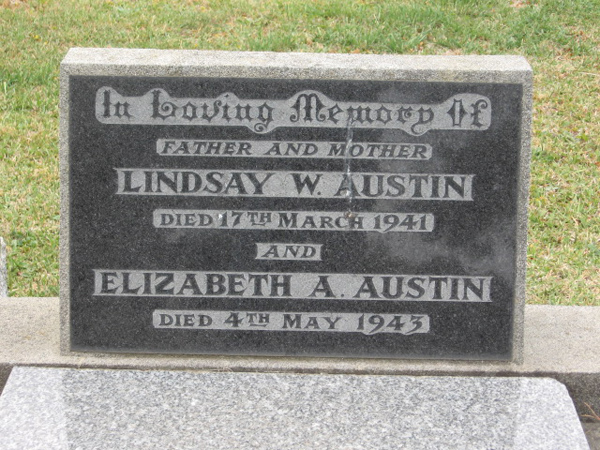 In Loving Memory Of
FATHER AND MOTHER
LINDSAY W. AUSTIN
DIED 17TH MARCH 1941
AND
ELIZABETH A. AUSTIN
DIED 4TH MAY 1943